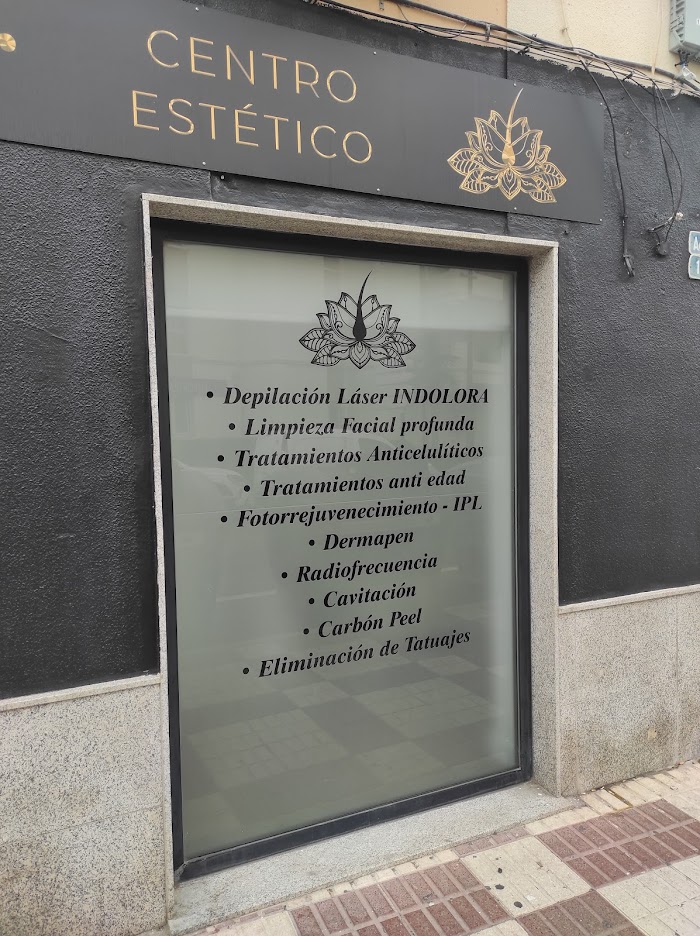 CENTRO
ESTÉTICO
• Depilación Láser INDOLORA
• Limpieza Facial profunda
• Tratamientos Anticelulíticos
• Tratamientos anti edad
• Fotorrejuvenecimiento - IPL
• Dermapen
• Radiofrecuencia
• Cavitación
• Carbón Peel
• Eliminación de Tatuajes